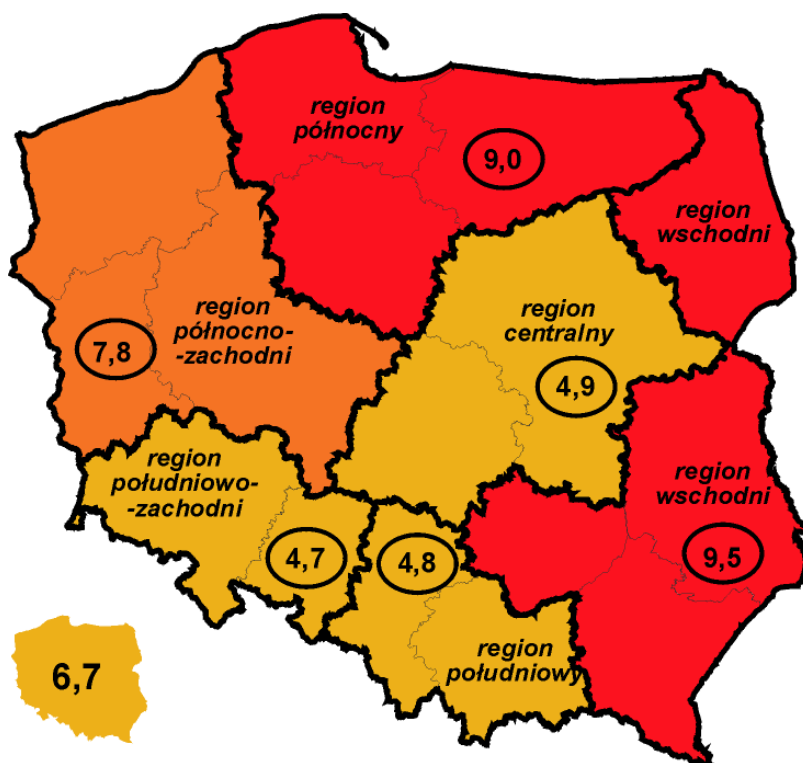 region
północny
9,0
region
wschodni
region
północno-
-zachodni
7,8
region
centralny
4,9
region
południowo-
-zachodni
region
wschodni
4,7
4,8
9,5
region
południowy
6,7